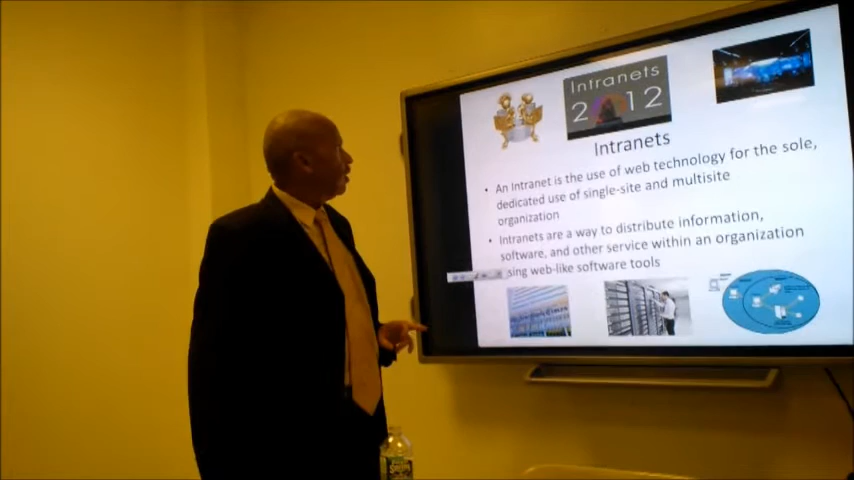 Intranets
2012
Intranets
• An Intranet is the use of web technology for the sole,
dedicated use of single-site and multisite
organization
• Intranets are a way to distribute information,
software, and other service within an organization
using web-like software tools